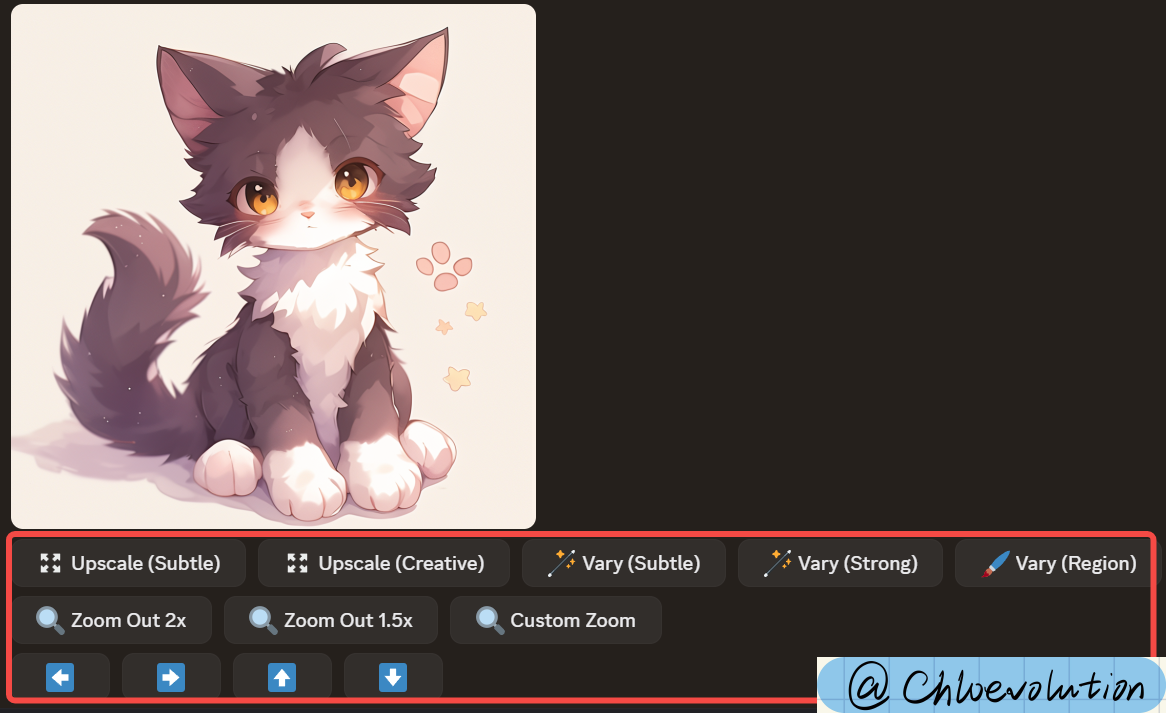 Upscale (Subtle) Upscale (Creative) Vary (Subtle) Vary (Strong) Vary (Region)
Zoom Out 2x Zoom Out 1.5x Custom Zoom
@ Chloevolution